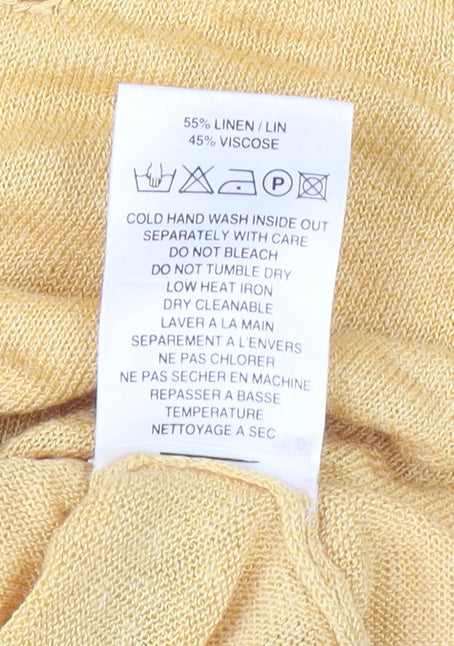 55% LINEN / LIN
45% VISCOSE
P
COLD HAND WASH INSIDE OUT
SEPARATELY WITH CARE
DO NOT BLEACH
DO NOT TUMBLE DRY
LOW HEAT IRON
DRY CLEANABLE
LAVER A LA MAIN
SEPAREMENT A L'ENVERS
NE PAS CHLORER
NE PAS SECHER EN MACHINE
REPASSER A BASSE
TEMPERATURE
NETTOYAGE A SEC